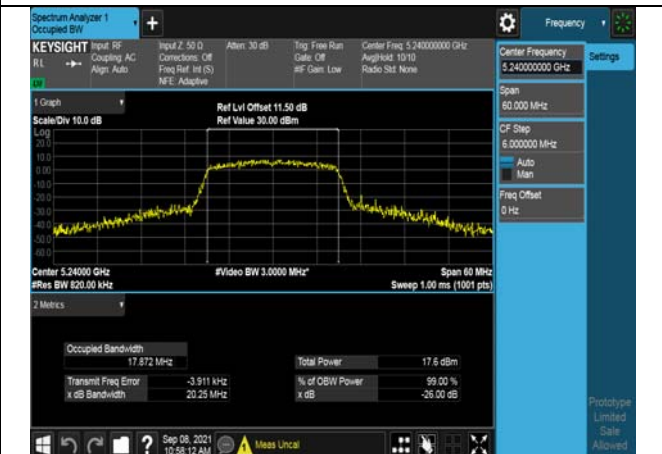 Spectrum Analyzer 1
Occupied BW
+
Frequency
KEYSIGHT
RL
Input: RF
Coupling: AC
Align: Auto
Input Z: 50 Ω
Corrections: Off
Freq Ref: Int (S)
NFE: Adaptive
Atten: 30 dB
Trig: Free Run
Gate: Off
#IF Gain: Low
Center Freq: 5.240000000 GHz
Avg|Hold: 10/10
Radio Std: None
Center Frequency
5.240000000 GHz
Settings
Span
60.000 MHz
CF Step
6.000000 MHz
Auto
Man
Freq Offset
0 Hz
1 Graph
Scale/Div 10.0 dB
Ref Lvl Offset 11.50 dB
Ref Value 30.00 dBm
Log
20.0
10.0
0.00
-10.0
-20.0
-30.0
-40.0
-50.0
-60.0
Center 5.24000 GHz
#Video BW 3.0000 MHz*
Span 60 MHz
#Res BW 820.00 kHz
Sweep 1.00 ms (1001 pts)
2 Metrics
Occupied Bandwidth
17.872 MHz
Total Power 17.6 dBm
Transmit Freq Error -3.911 kHz
% of OBW Power 99.00 %
x dB Bandwidth 20.25 MHz
x dB -26.00 dB
Prototype
Limited
Sale
Allowed
?
Sep 08, 2021
10:58:12 AM
Meas Uncal